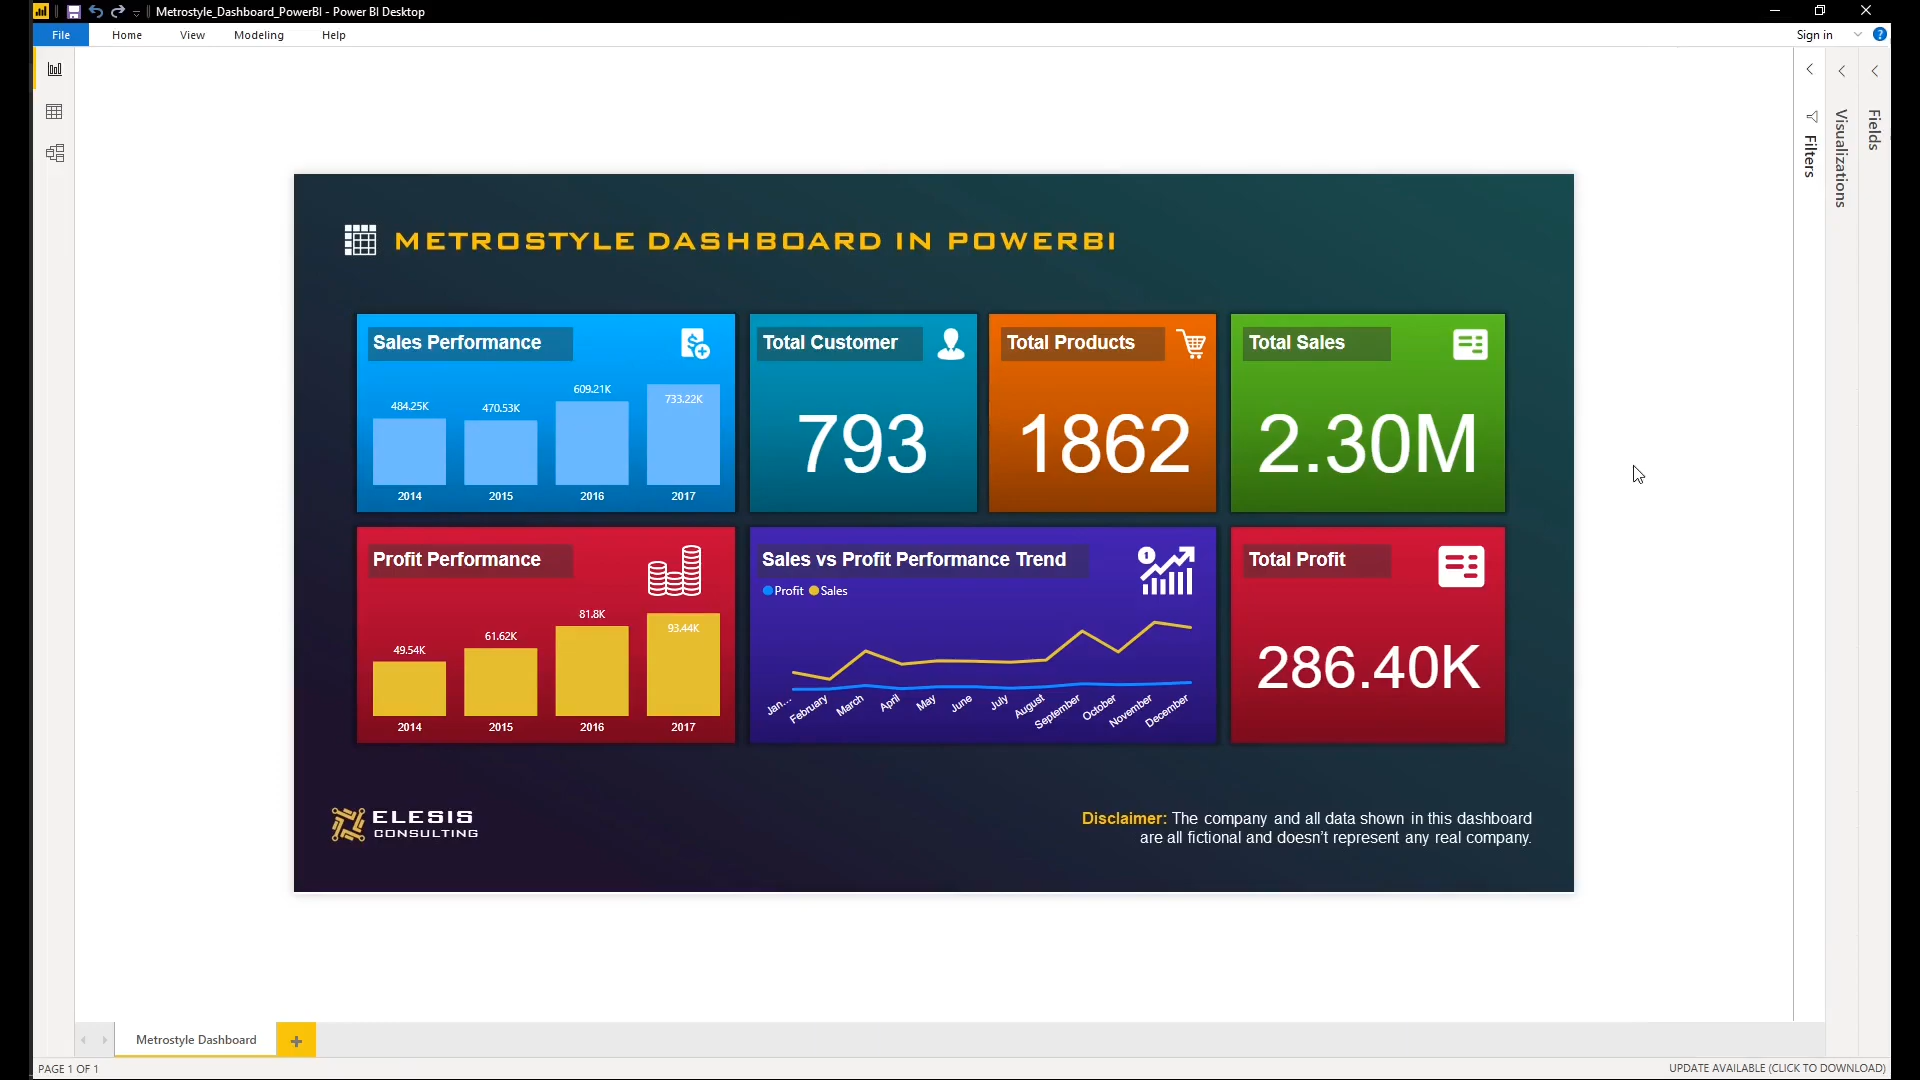 Metrostyle_Dashboard_PowerBI - Power BI Desktop
File Home View Modeling Help Sign in ?
Filters
Visualizations
Fields
METROSTYLE DASHBOARD IN POWERBI
Sales Performance
484.25K 470.53K 609.21K 733.22K
2014 2015 2016 2017
Total Customer
793
Total Products
1862
Total Sales
2.30M
Profit Performance
49.54K 61.62K 81.8K 93.44K
2014 2015 2016 2017
Sales vs Profit Performance Trend
Profit Sales
Jan... February March April May June July August September October November December
Total Profit
286.40K
ELESIS
CONSULTING
Disclaimer: The company and all data shown in this dashboard
are all fictional and doesn't represent any real company.
Metrostyle Dashboard +
PAGE 1 OF 1 UPDATE AVAILABLE (CLICK TO DOWNLOAD)